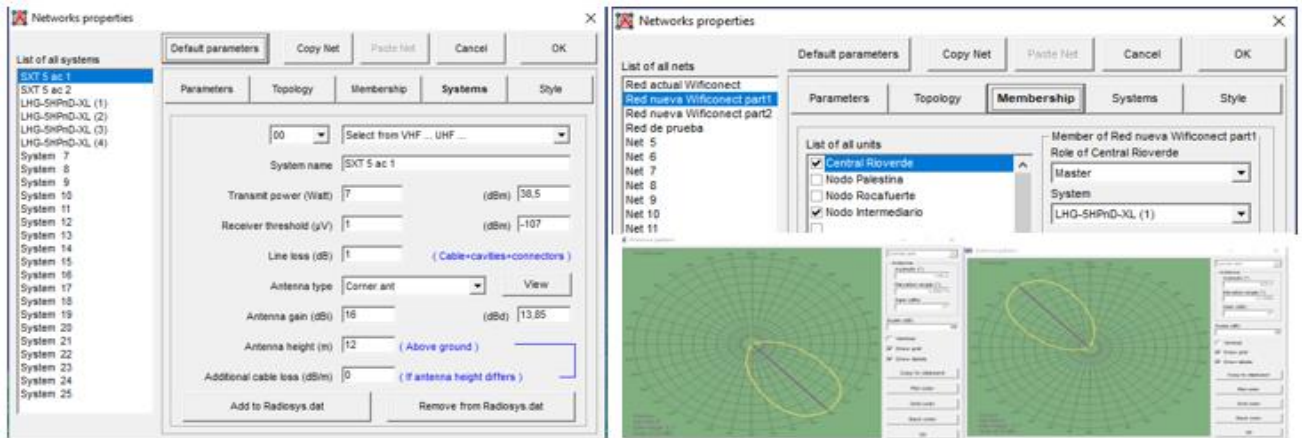 Networks properties
Default parameters Copy Net Paste Net Cancel OK
List of all systems
Parameters Topology Membership Systems Style
SXT 5 ac 1
SXT 5 ac 2
LHG-5HPnD-XL (1)
LHG-5HPnD-XL (2)
LHG-5HPnD-XL (3)
LHG-5HPnD-XL (4)
System 7
System 8
System 9
System 10
System 11
System 12
System 13
System 14
System 15
System 16
System 17
System 18
System 19
System 20
System 21
System 22
System 23
System 24
System 25
00 Select from VHF ... UHF ...
System name SXT 5 ac 1
Transmit power (Watt) 7 (dBm) 38,5
Receiver threshold (µV) 1 (dBm) -107
Line loss (dB) 1 ( Cable+cavities+connectors )
Antenna type Corner ant View
Antenna gain (dBi) 16 (dBd) 13,85
Antenna height (m) 12 ( Above ground )
Additional cable loss (dB/m) 0 ( If antenna height differs )
Add to Radiosys.dat Remove from Radiosys.dat
Networks properties
Default parameters Copy Net Paste Net Cancel OK
List of all nets
Parameters Topology Membership Systems Style
Red actual Wificonect
Red nueva Wificonect part1
Red nueva Wificonect part2
Red de prueba
Net 5
Net 6
Net 7
Net 8
Net 9
Net 10
Net 11
List of all units
Central Rioverde
Nodo Palestina
Nodo Rocafuerte
Nodo Intermediario
Member of Red nueva Wificonect part1
Role of Central Rioverde
Master
System
LHG-5HPnD-XL (1)